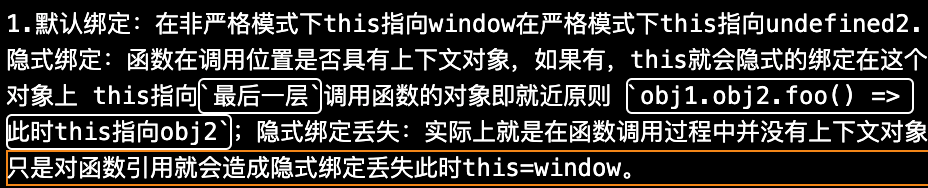 1.默认绑定：在非严格模式下this指向window在严格模式下this指向undefined2.
隐式绑定：函数在调用位置是否具有上下文对象，如果有，this就会隐式的绑定在这个
对象上 this指向`最后一层`调用函数的对象即就近原则 `obj1.obj2.foo() =>
此时this指向obj2`；隐式绑定丢失：实际上就是在函数调用过程中并没有上下文对象
只是对函数引用就会造成隐式绑定丢失此时this=window。